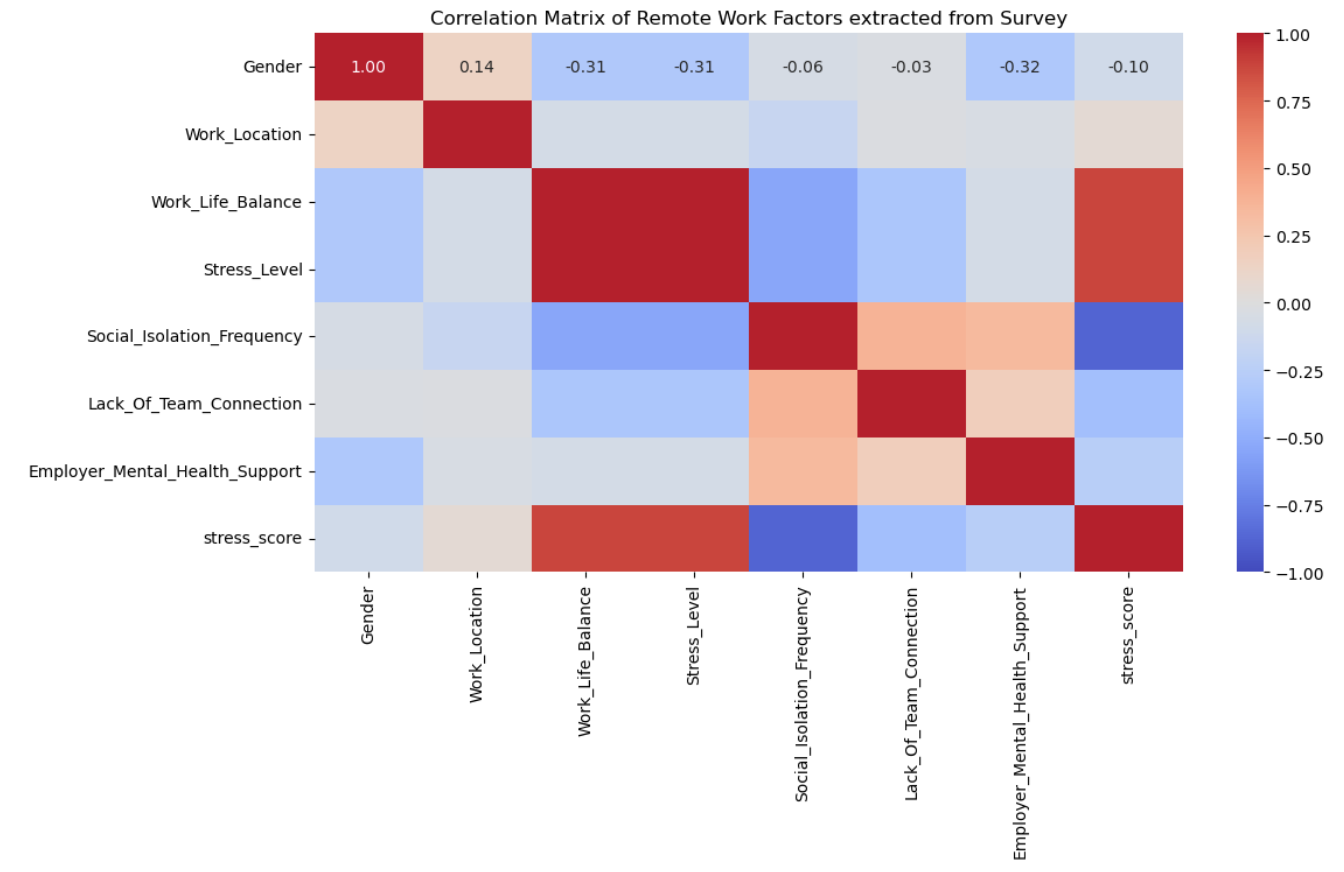 Correlation Matrix of Remote Work Factors extracted from Survey
Gender
1.00 0.14 -0.31 -0.31 -0.06 -0.03 -0.32 -0.10
Work_Location
Work_Life_Balance
Stress_Level
Social_Isolation_Frequency
Lack_Of_Team_Connection
Employer_Mental_Health_Support
stress_score
Gender
Work_Location
Work_Life_Balance
Stress_Level
Social_Isolation_Frequency
Lack_Of_Team_Connection
Employer_Mental_Health_Support
stress_score
1.00
0.75
0.50
0.25
0.00
−0.25
−0.50
−0.75
−1.00